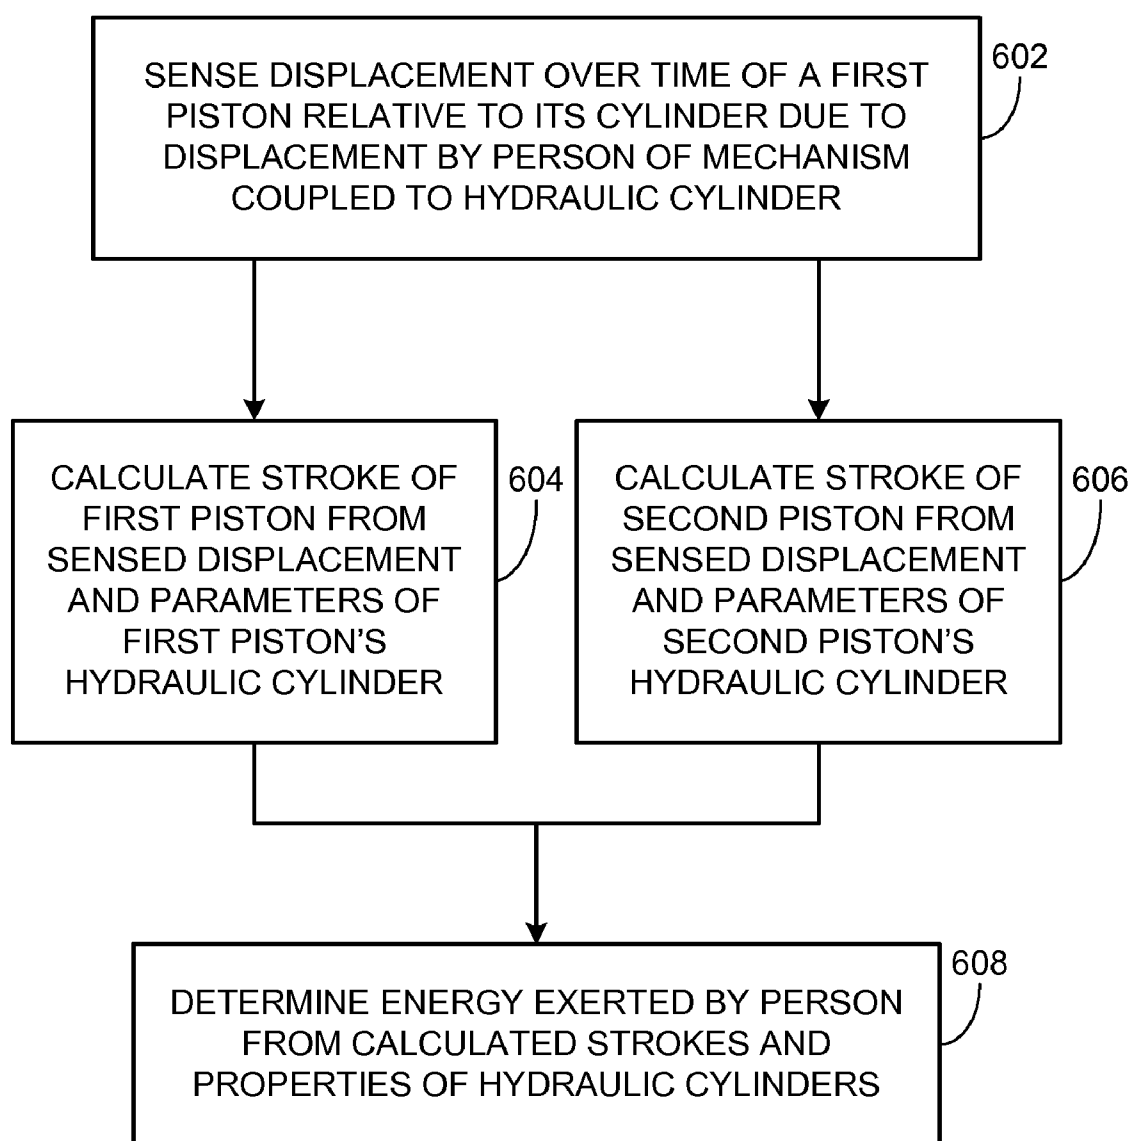 602
SENSE DISPLACEMENT OVER TIME OF A FIRST
PISTON RELATIVE TO ITS CYLINDER DUE TO
DISPLACEMENT BY PERSON OF MECHANISM
COUPLED TO HYDRAULIC CYLINDER
CALCULATE STROKE OF
FIRST PISTON FROM
SENSED DISPLACEMENT
AND PARAMETERS OF
FIRST PISTON'S
HYDRAULIC CYLINDER
604
CALCULATE STROKE OF
SECOND PISTON FROM
SENSED DISPLACEMENT
AND PARAMETERS OF
SECOND PISTON'S
HYDRAULIC CYLINDER
606
608
DETERMINE ENERGY EXERTED BY PERSON
FROM CALCULATED STROKES AND
PROPERTIES OF HYDRAULIC CYLINDERS